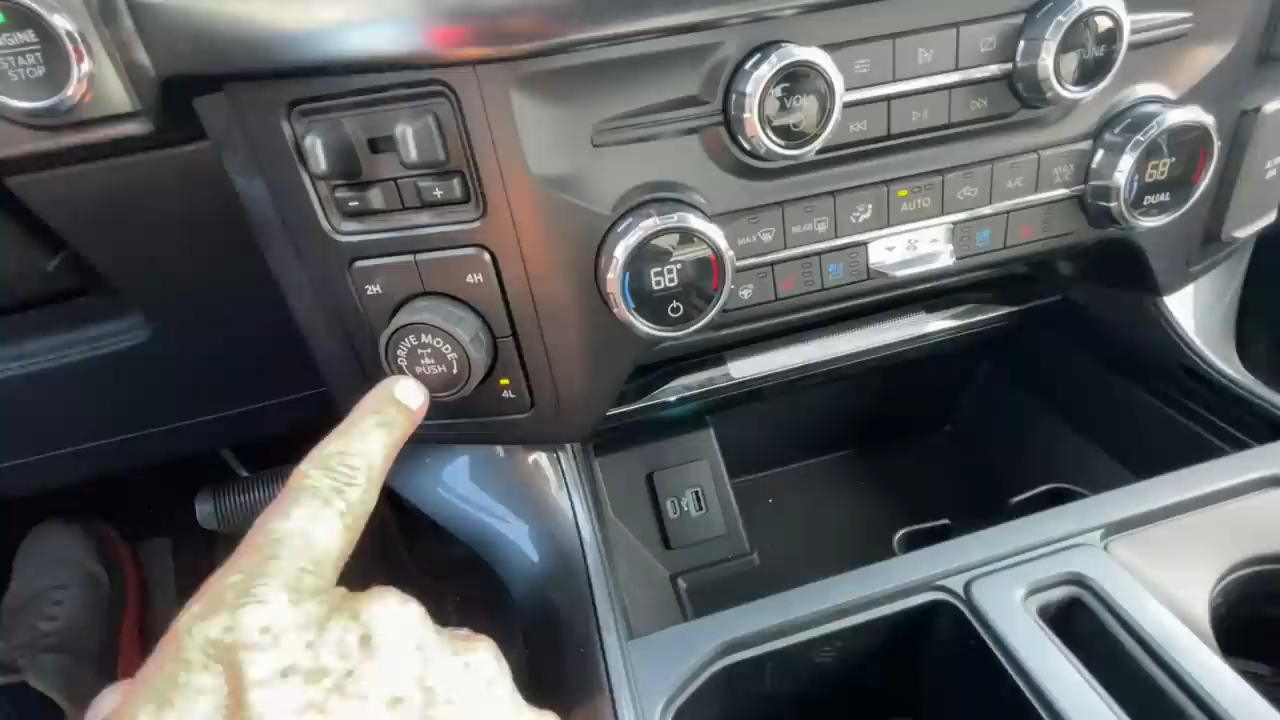 ENGINE
START
STOP
VOL
TUNE
2H
4H
DRIVE MODE
PUSH
4L
68°
MAX
REAR
AUTO
A/C
MAX
A/C
68°
DUAL